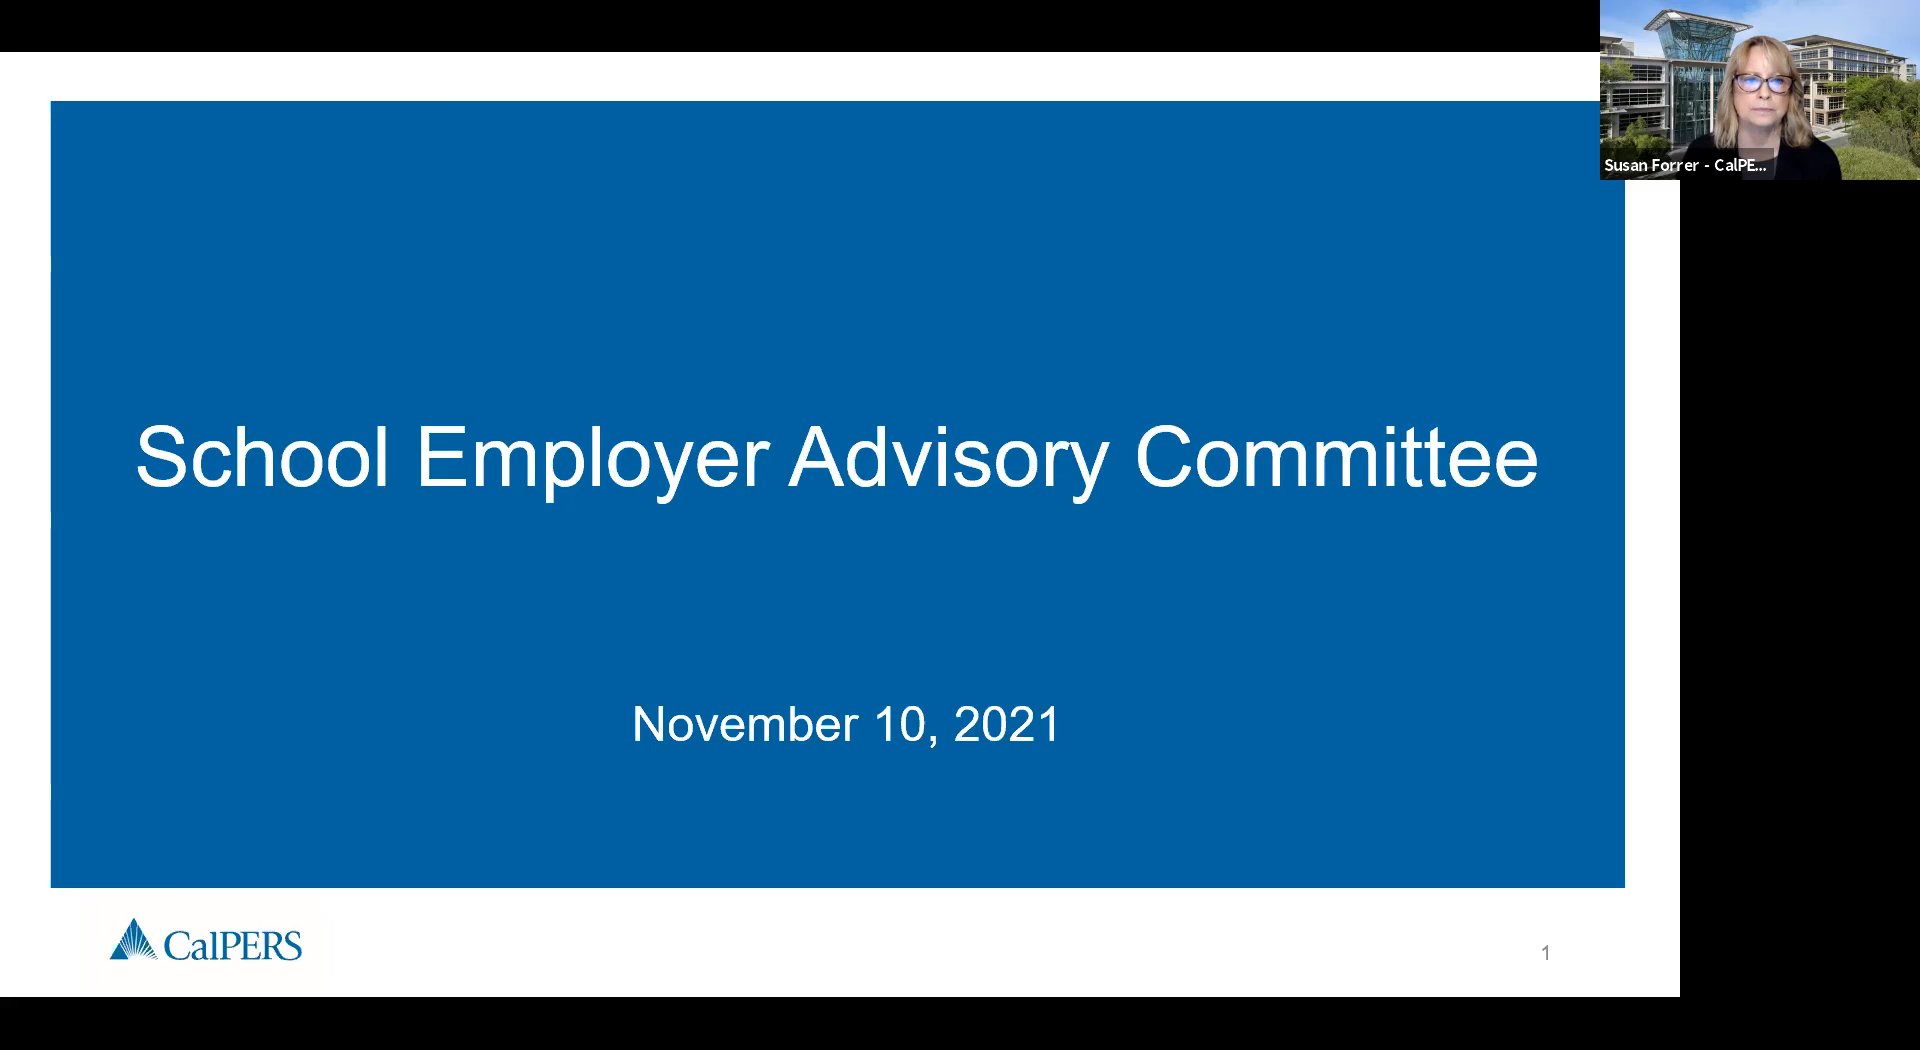 Susan Forrer - CalPE...
School Employer Advisory Committee
November 10, 2021
CalPERS
1